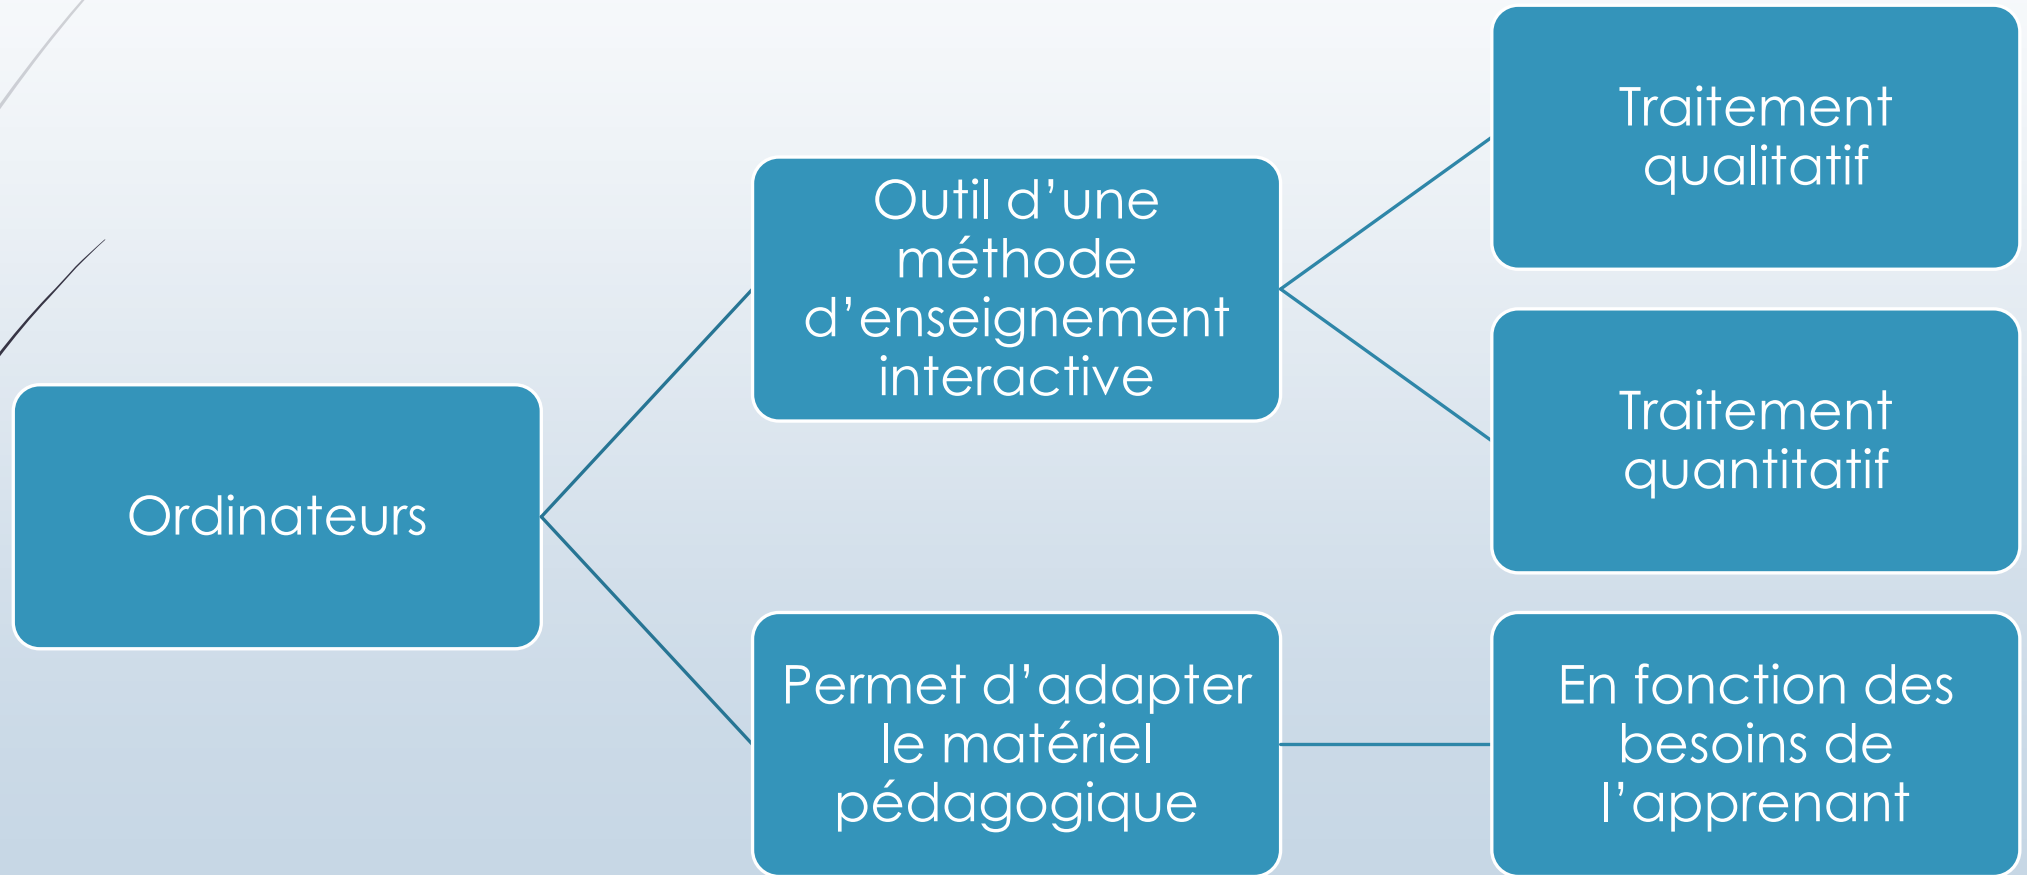 Ordinateurs
Outil d’une
méthode
d’enseignement
interactive
Traitement
qualitatif
Traitement
quantitatif
Permet d’adapter
le matériel
pédagogique
En fonction des
besoins de
l’apprenant